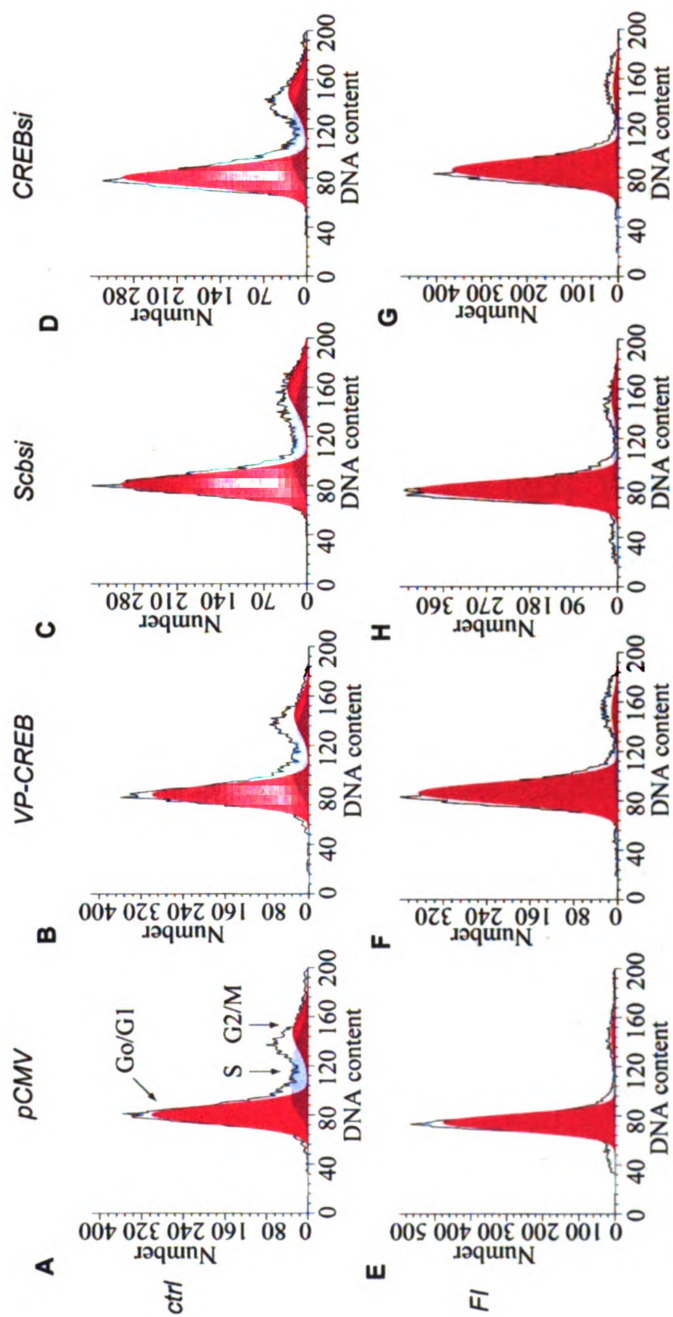 pCMV
VP-CREB
Scbsi
CREBsi
ctrl
A
Number
400 320 240 160 80 0
Go/G1
S
G2/M
0 40 80 120 160 200
DNA content
B
Number
400 320 240 160 80 0
0 40 80 120 160 200
DNA content
C
Number
280 210 140 70 0
0 40 80 120 160 200
DNA content
D
Number
280 210 140 70 0
0 40 80 120 160 200
DNA content
FI
E
Number
500 400 300 200 100 0
0 40 80 120 160 200
DNA content
F
Number
320 240 160 80 0
0 40 80 120 160 200
DNA content
H
Number
360 270 180 90 0
0 40 80 120 160 200
DNA content
G
Number
400 300 200 100 0
0 40 80 120 160 200
DNA content